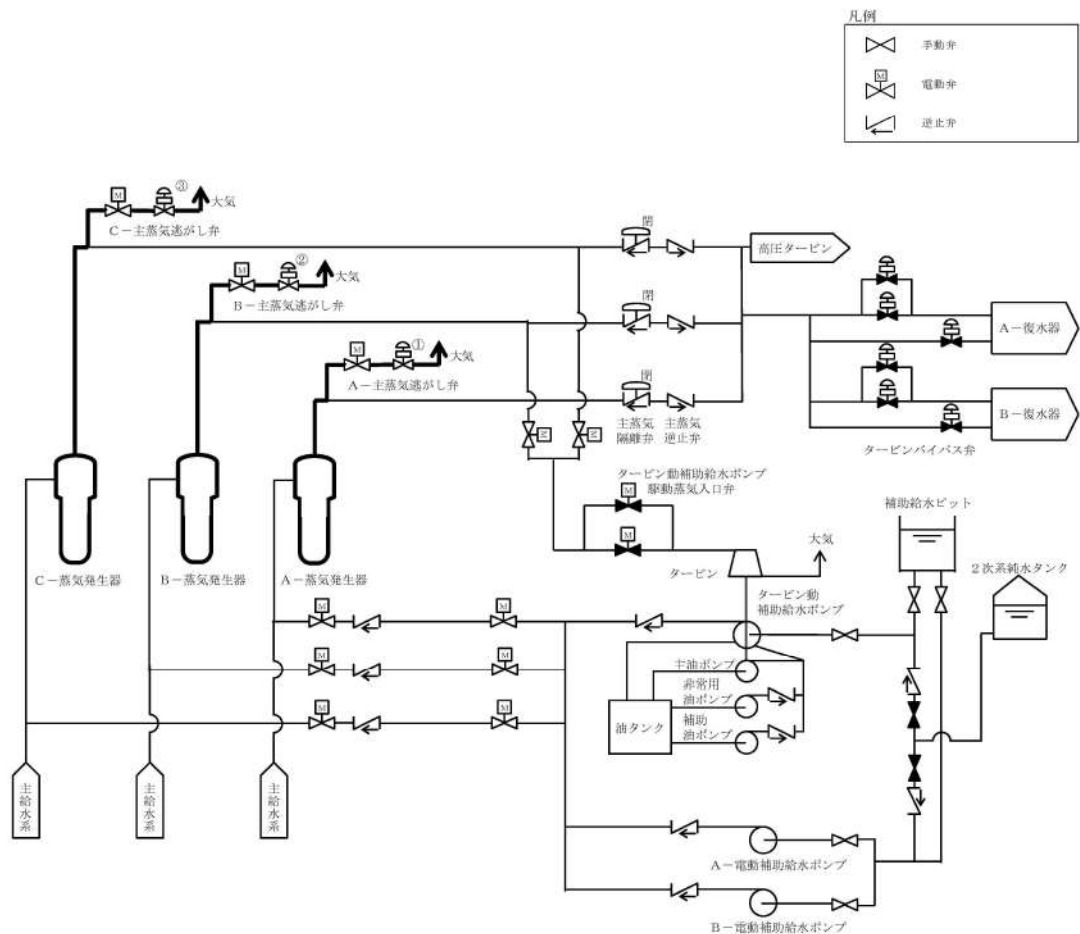 凡例
手動弁
M
電動弁
逆止弁
③
M
大気
C－主蒸気逃がし弁
②
M
大気
B－主蒸気逃がし弁
①
M
大気
A－主蒸気逃がし弁
閉
閉
閉
高圧タービン
A－復水器
B－復水器
主蒸気
隔離弁
主蒸気
逆止弁
タービンバイパス弁
M
M
タービン動補助給水ポンプ
駆動蒸気入口弁
M
M
補助給水ピット
2次系純水タンク
大気
タービン
タービン動
補助給水ポンプ
C－蒸気発生器
B－蒸気発生器
A－蒸気発生器
M
M
M
M
M
M
主油ポンプ
非常用
油ポンプ
補助
油ポンプ
油タンク
主給水系
主給水系
主給水系
A－電動補助給水ポンプ
B－電動補助給水ポンプ